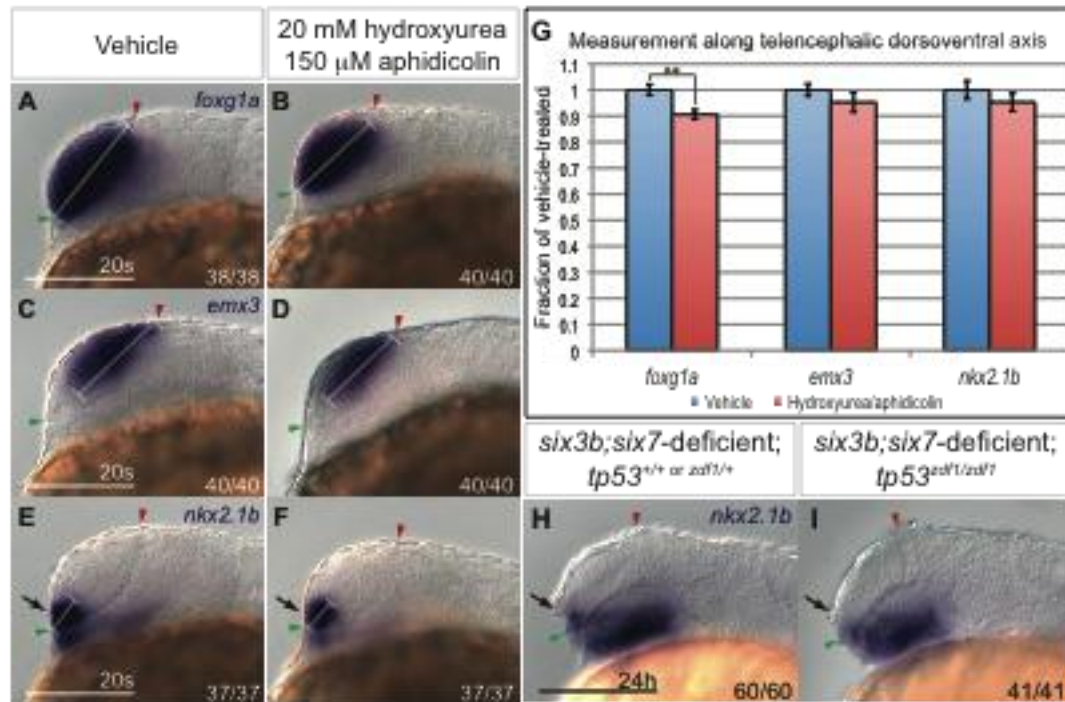 Vehicle
20 mM hydroxyurea
150 μM aphidicolin
A
foxg1a
20s
38/38
B
40/40
C
emx3
20s
40/40
D
40/40
E
nkx2.1b
20s
37/37
F
37/37
G
Measurement along telencephalic dorsoventral axis
Fraction of vehicle-treated
1.1
1
0.9
0.8
0.7
0.6
0.5
0.4
0.3
0.2
0.1
0
**
foxg1a
emx3
nkx2.1b
Vehicle
Hydroxyurea/aphidicolin
six3b;six7-deficient;
tp53+/+ or zdf1/+
six3b;six7-deficient;
tp53zdf1/zdf1
H
nkx2.1b
24h
60/60
I
41/41